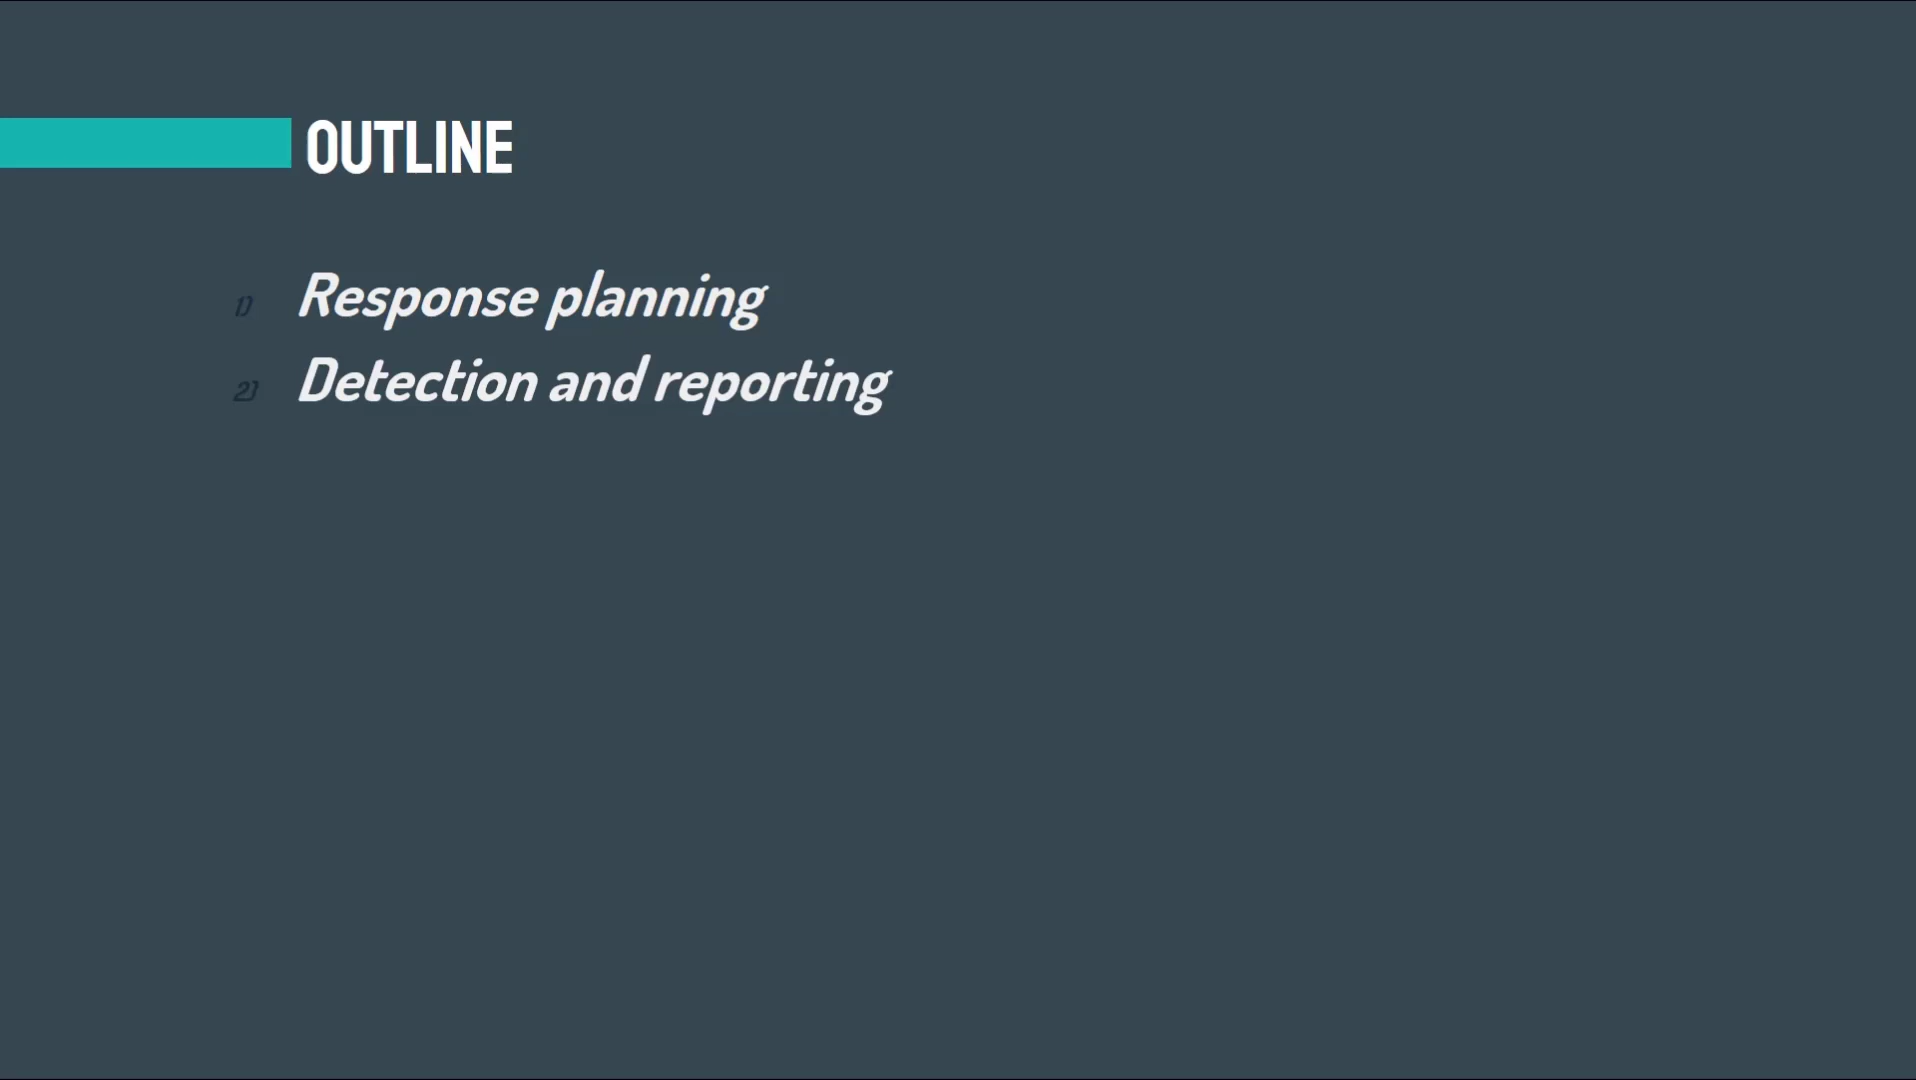 OUTLINE
1) Response planning
2) Detection and reporting